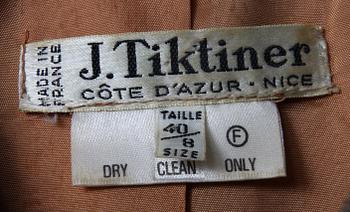 MADE IN
FRANCE
J.Tiktiner
CÔTE D'AZUR · NICE
TAILLE
40/8
SIZE
F
DRY CLEAN ONLY